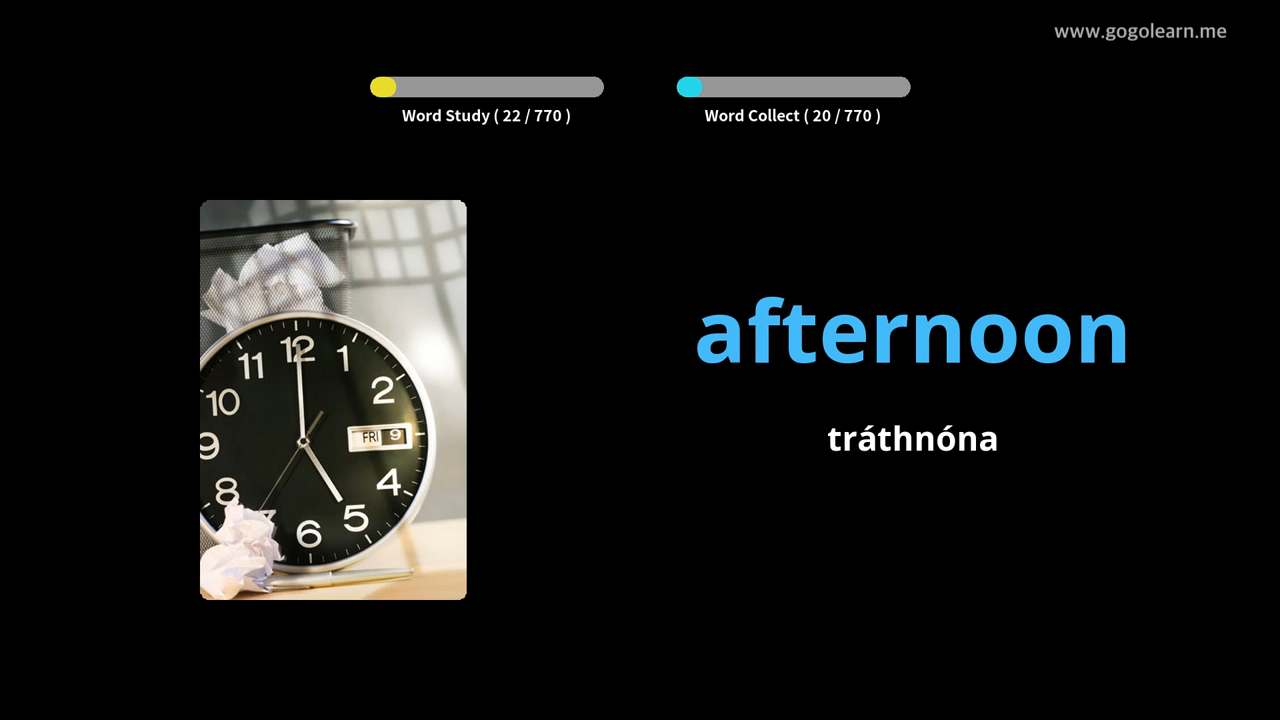 www.gogolearn.me
Word Study ( 22 / 770 )
Word Collect ( 20 / 770 )
12
11
1
10
2
9
FRI 9
8
4
7
5
6
afternoon
tráthnóna